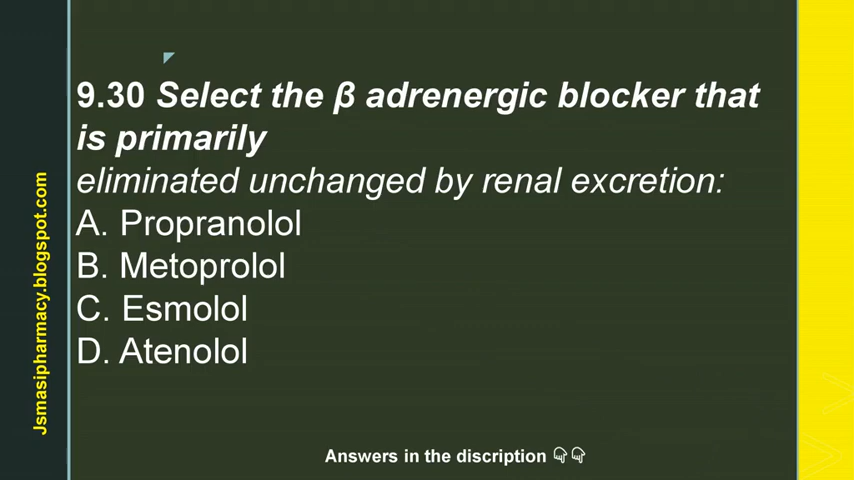 9.30 Select the β adrenergic blocker that
is primarily
eliminated unchanged by renal excretion:
A. Propranolol
B. Metoprolol
C. Esmolol
D. Atenolol
Jsmasipharmacy.blogspot.com
Answers in the discription 👇👇